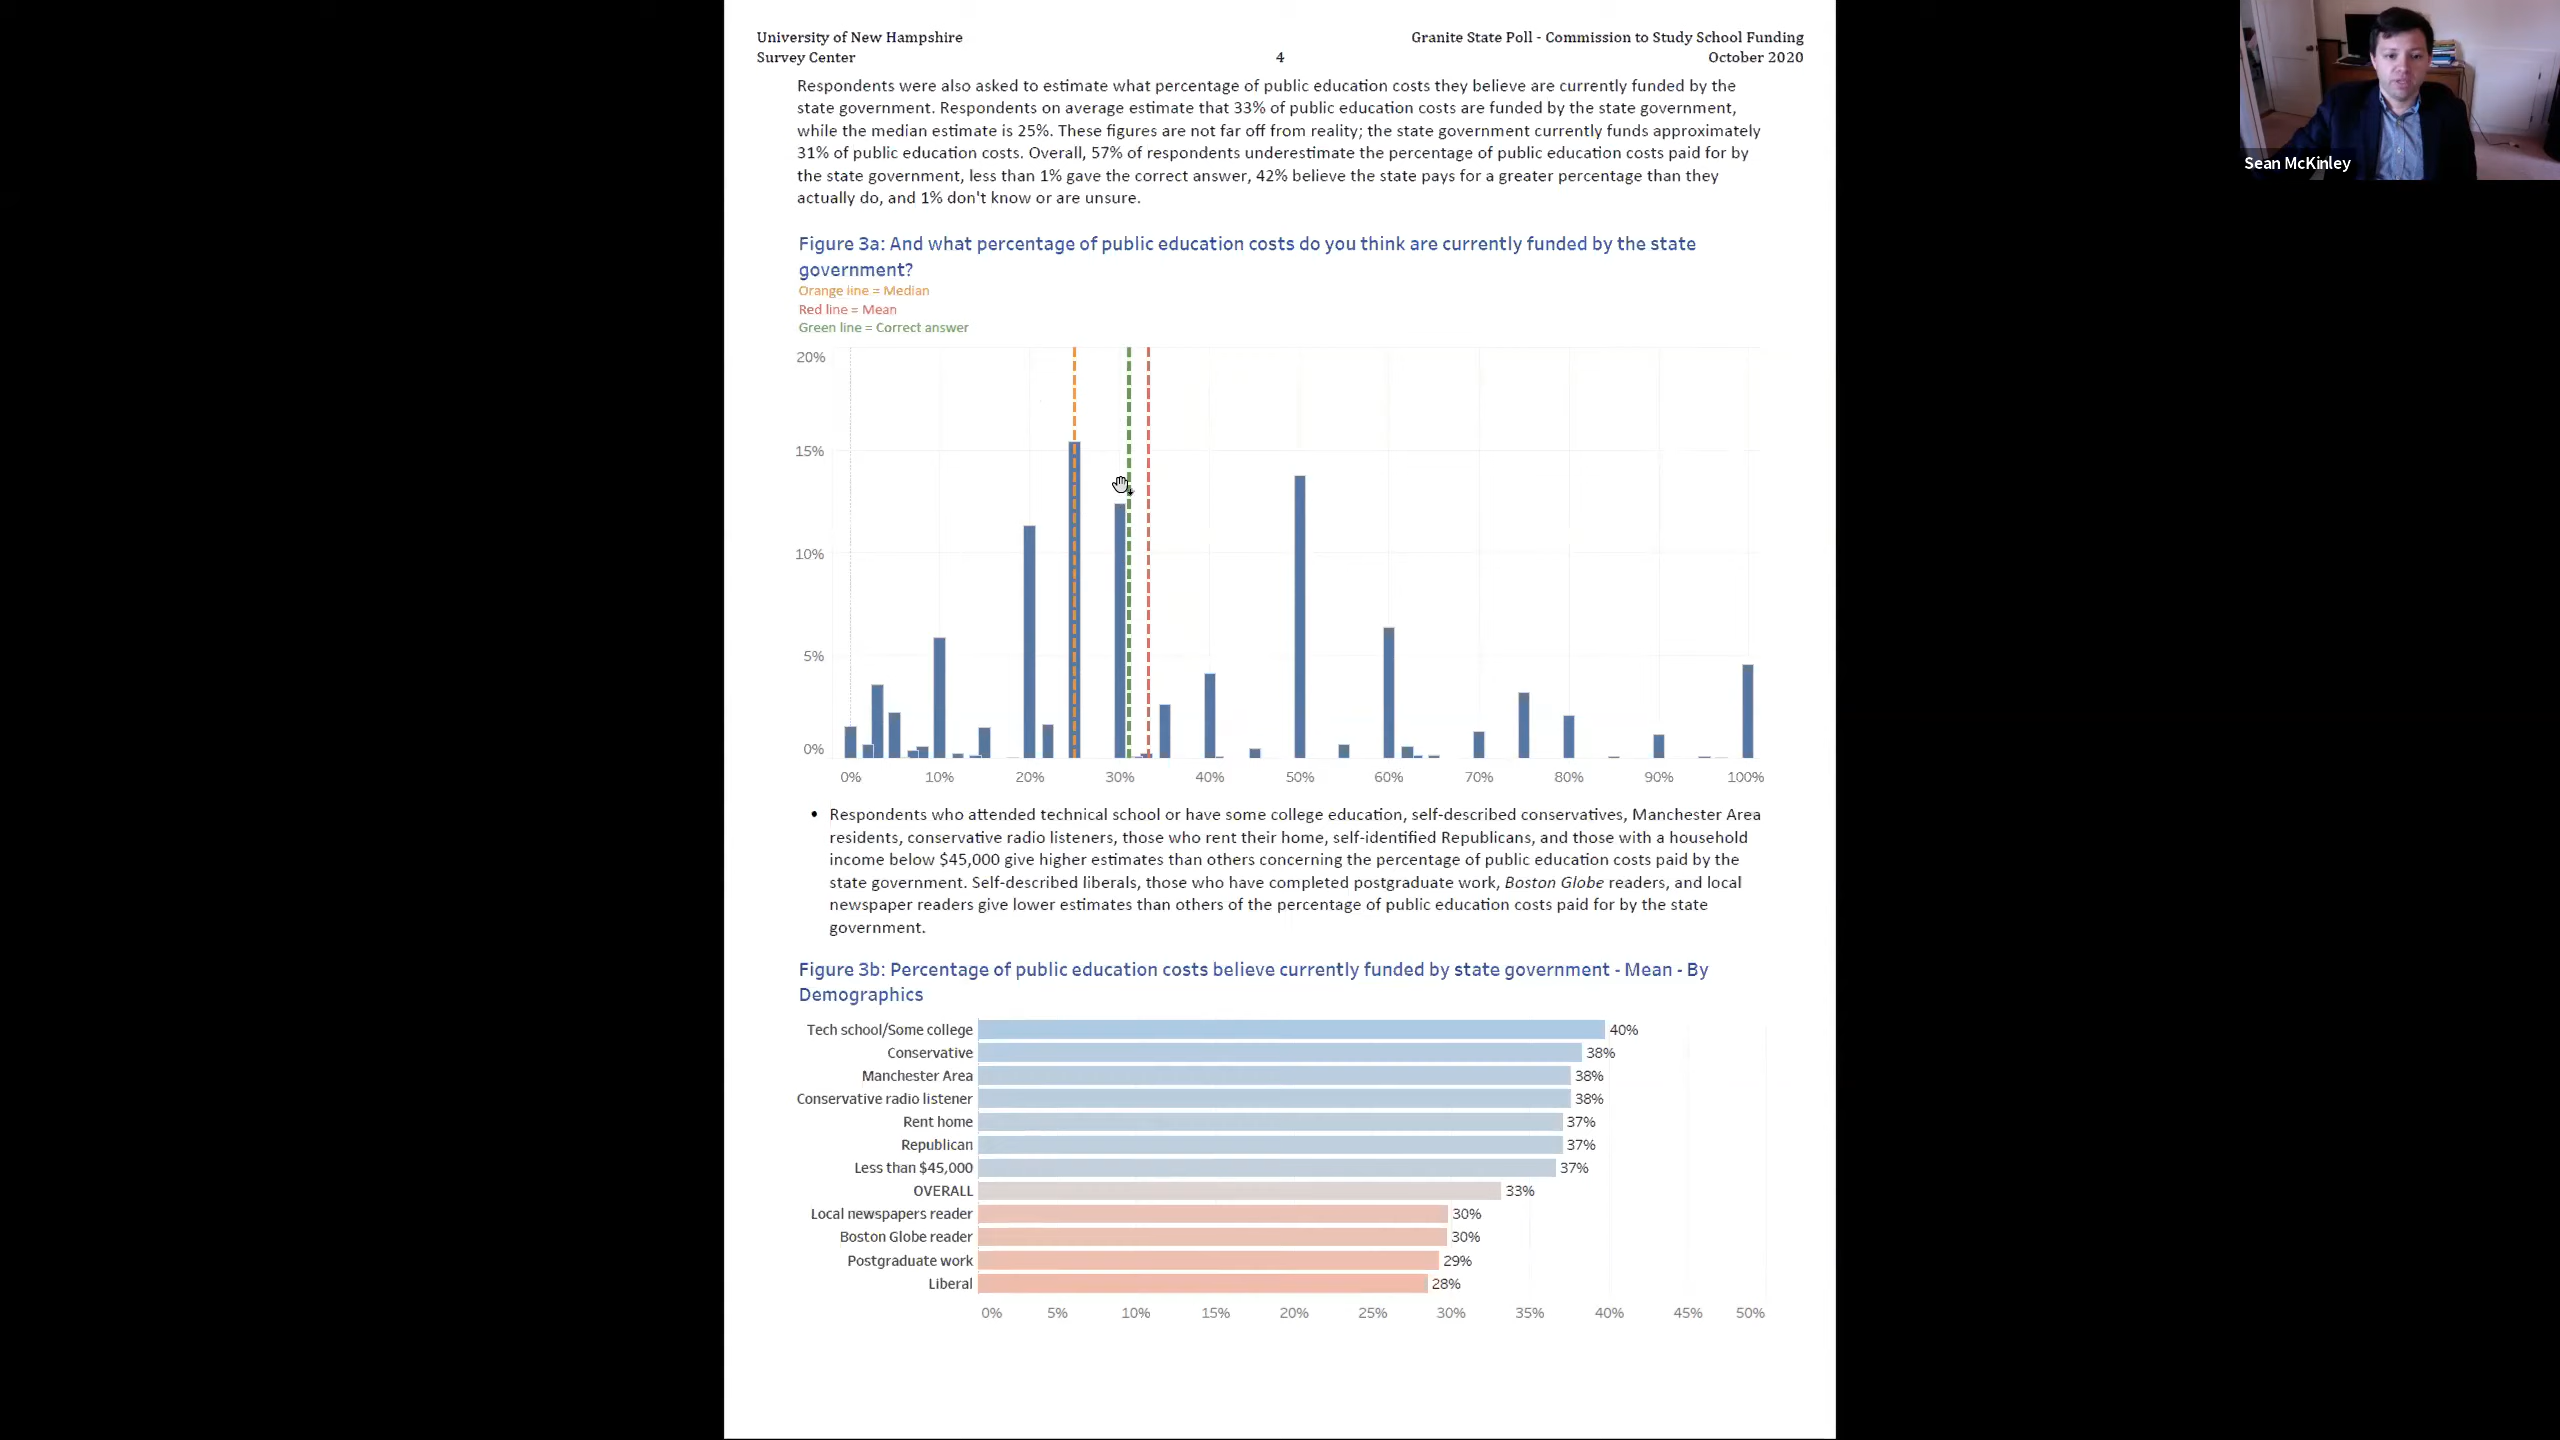 University of New Hampshire
Survey Center
4
Granite State Poll - Commission to Study School Funding
October 2020
Respondents were also asked to estimate what percentage of public education costs they believe are currently funded by the
state government. Respondents on average estimate that 33% of public education costs are funded by the state government,
while the median estimate is 25%. These figures are not far off from reality; the state government currently funds approximately
31% of public education costs. Overall, 57% of respondents underestimate the percentage of public education costs paid for by
the state government, less than 1% gave the correct answer, 42% believe the state pays for a greater percentage than they
actually do, and 1% don't know or are unsure.
Figure 3a: And what percentage of public education costs do you think are currently funded by the state
government?
Orange line = Median
Red line = Mean
Green line = Correct answer
20%
15%
10%
5%
0%
0% 10% 20% 30% 40% 50% 60% 70% 80% 90% 100%
• Respondents who attended technical school or have some college education, self-described conservatives, Manchester Area
residents, conservative radio listeners, those who rent their home, self-identified Republicans, and those with a household
income below $45,000 give higher estimates than others concerning the percentage of public education costs paid by the
state government. Self-described liberals, those who have completed postgraduate work, Boston Globe readers, and local
newspaper readers give lower estimates than others of the percentage of public education costs paid for by the state
government.
Figure 3b: Percentage of public education costs believe currently funded by state government - Mean - By
Demographics
Tech school/Some college 40%
Conservative 38%
Manchester Area 38%
Conservative radio listener 38%
Rent home 37%
Republican 37%
Less than $45,000 37%
OVERALL 33%
Local newspapers reader 30%
Boston Globe reader 30%
Postgraduate work 29%
Liberal 28%
0% 5% 10% 15% 20% 25% 30% 35% 40% 45% 50%
Sean McKinley